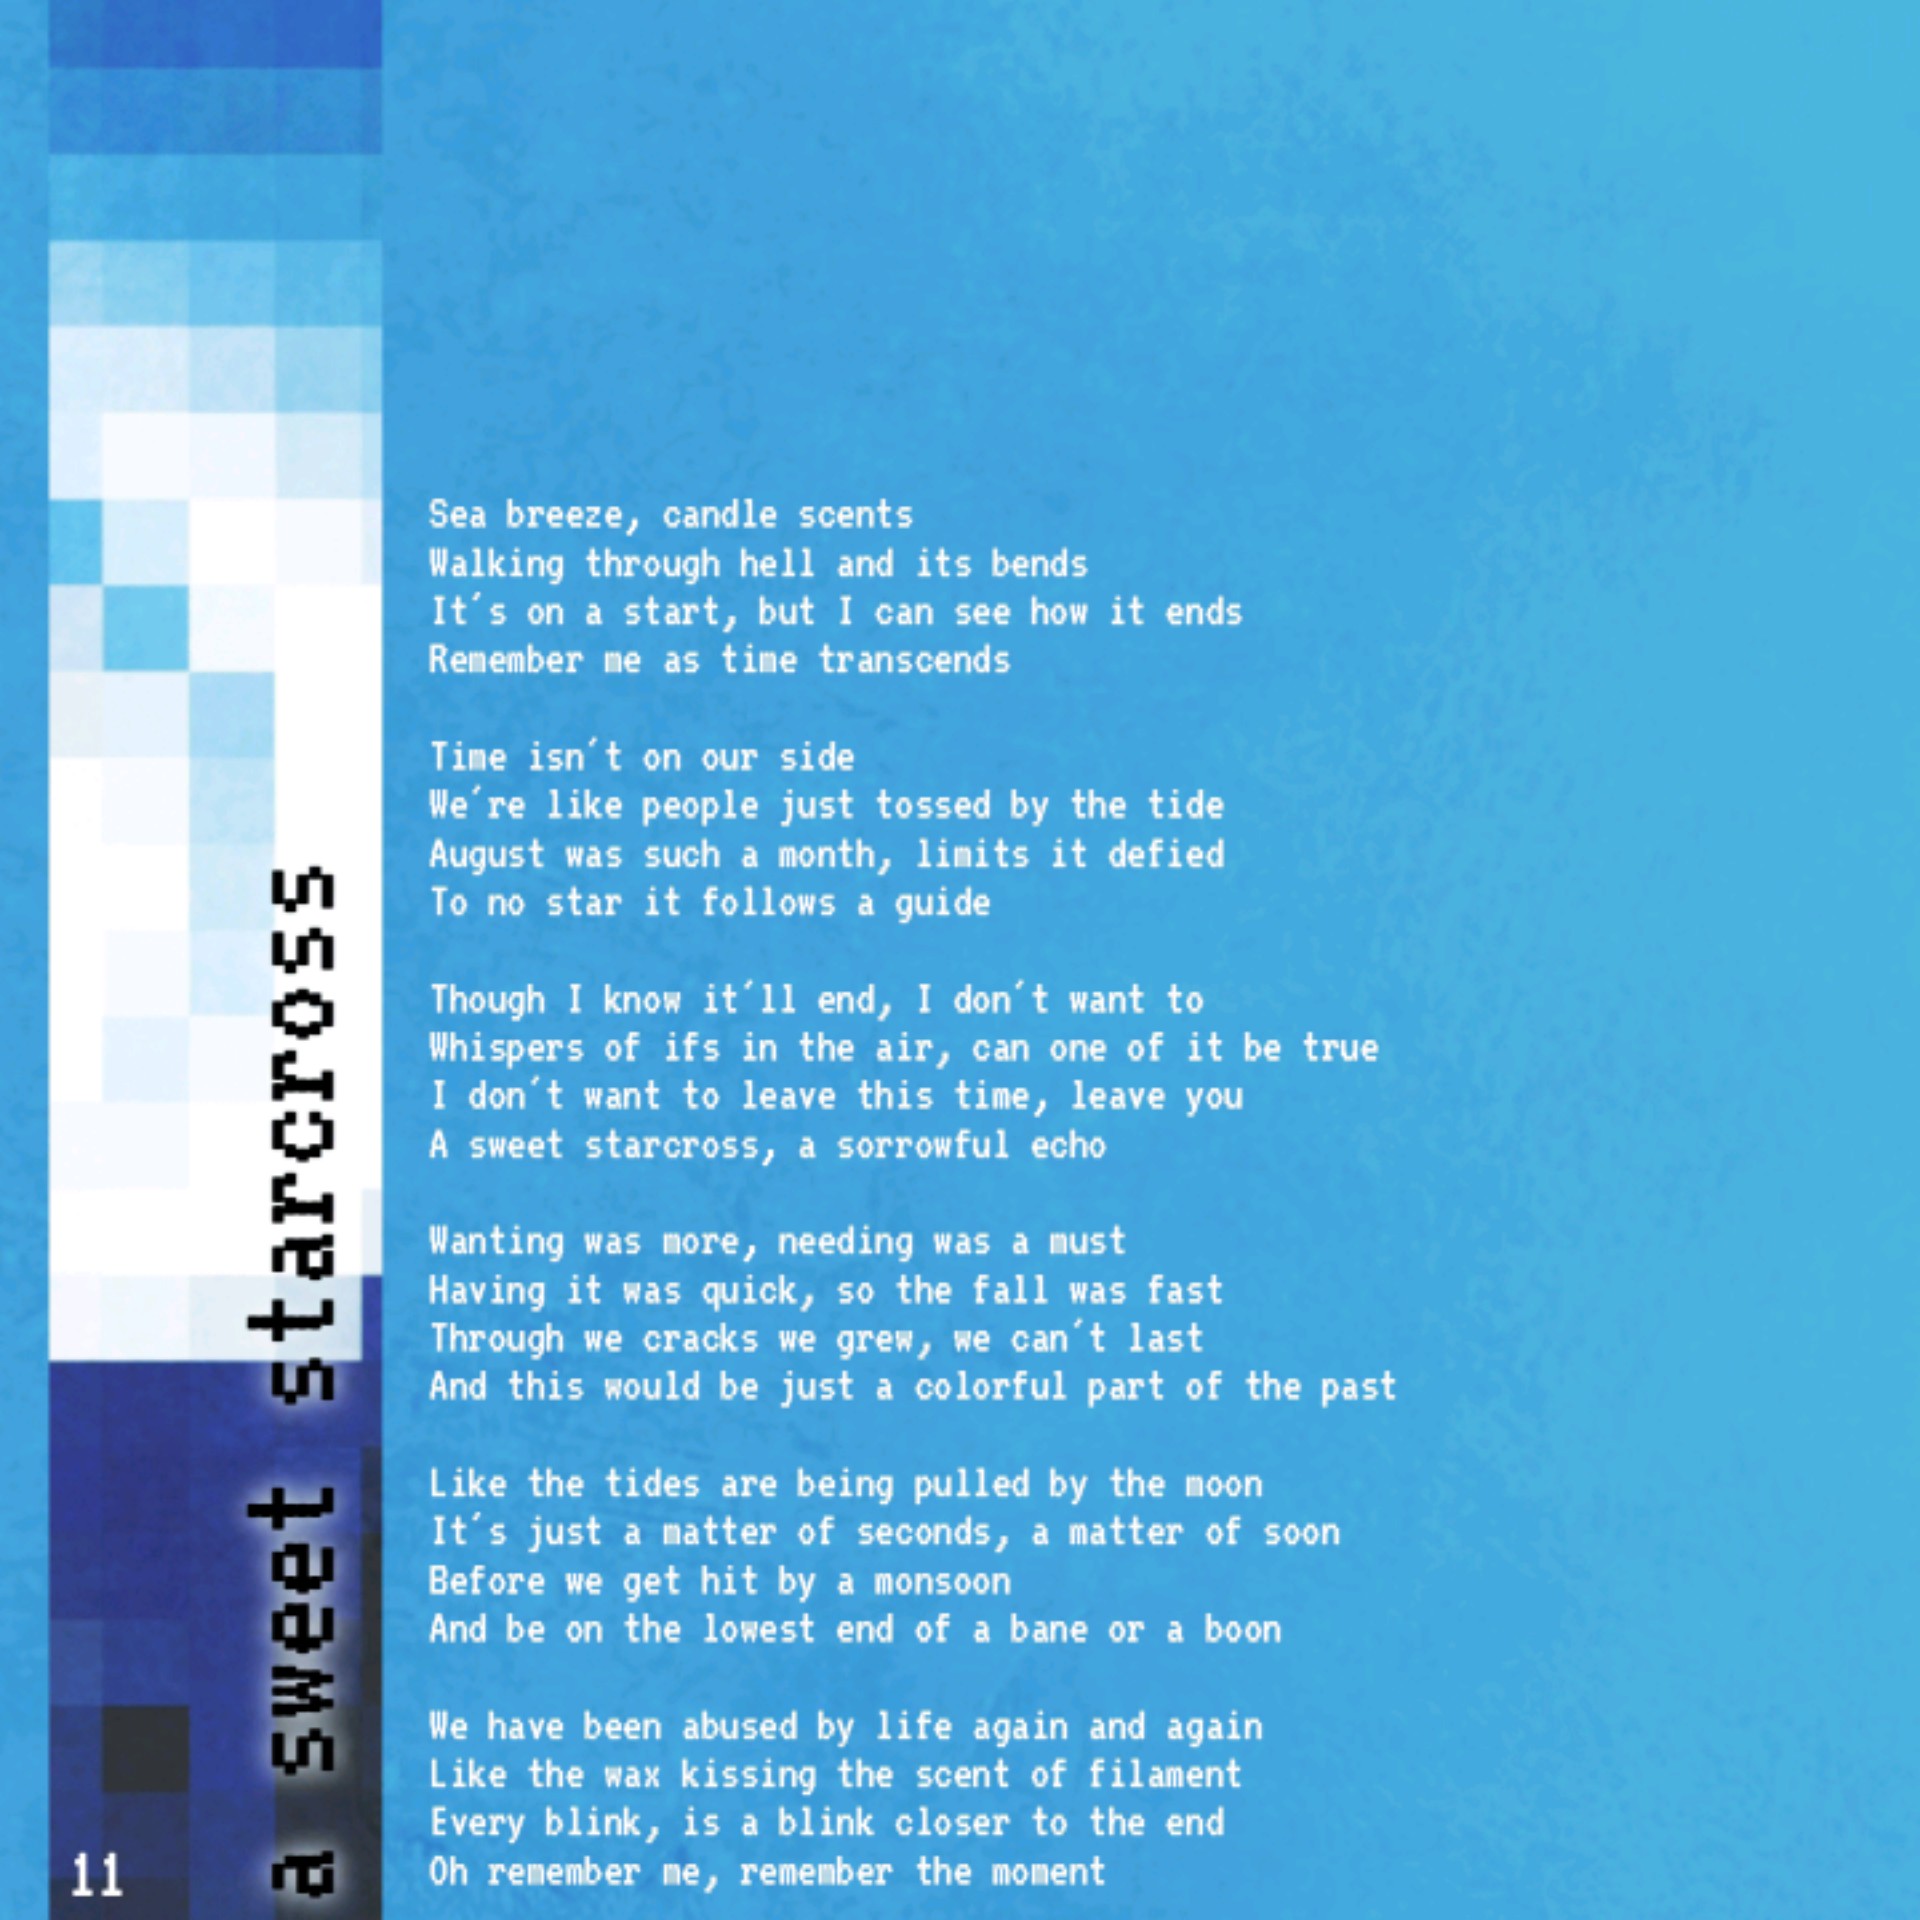 a sweet starcross
Sea breeze, candle scents
Walking through hell and its bends
It´s on a start, but I can see how it ends
Remember me as time transcends
Time isn´t on our side
We´re like people just tossed by the tide
August was such a month, limits it defied
To no star it follows a guide
Though I know it´ll end, I don´t want to
Whispers of ifs in the air, can one of it be true
I don´t want to leave this time, leave you
A sweet starcross, a sorrowful echo
Wanting was more, needing was a must
Having it was quick, so the fall was fast
Through we cracks we grew, we can´t last
And this would be just a colorful part of the past
Like the tides are being pulled by the moon
It´s just a matter of seconds, a matter of soon
Before we get hit by a monsoon
And be on the lowest end of a bane or a boon
We have been abused by life again and again
Like the wax kissing the scent of filament
Every blink, is a blink closer to the end
Oh remember me, remember the moment
11